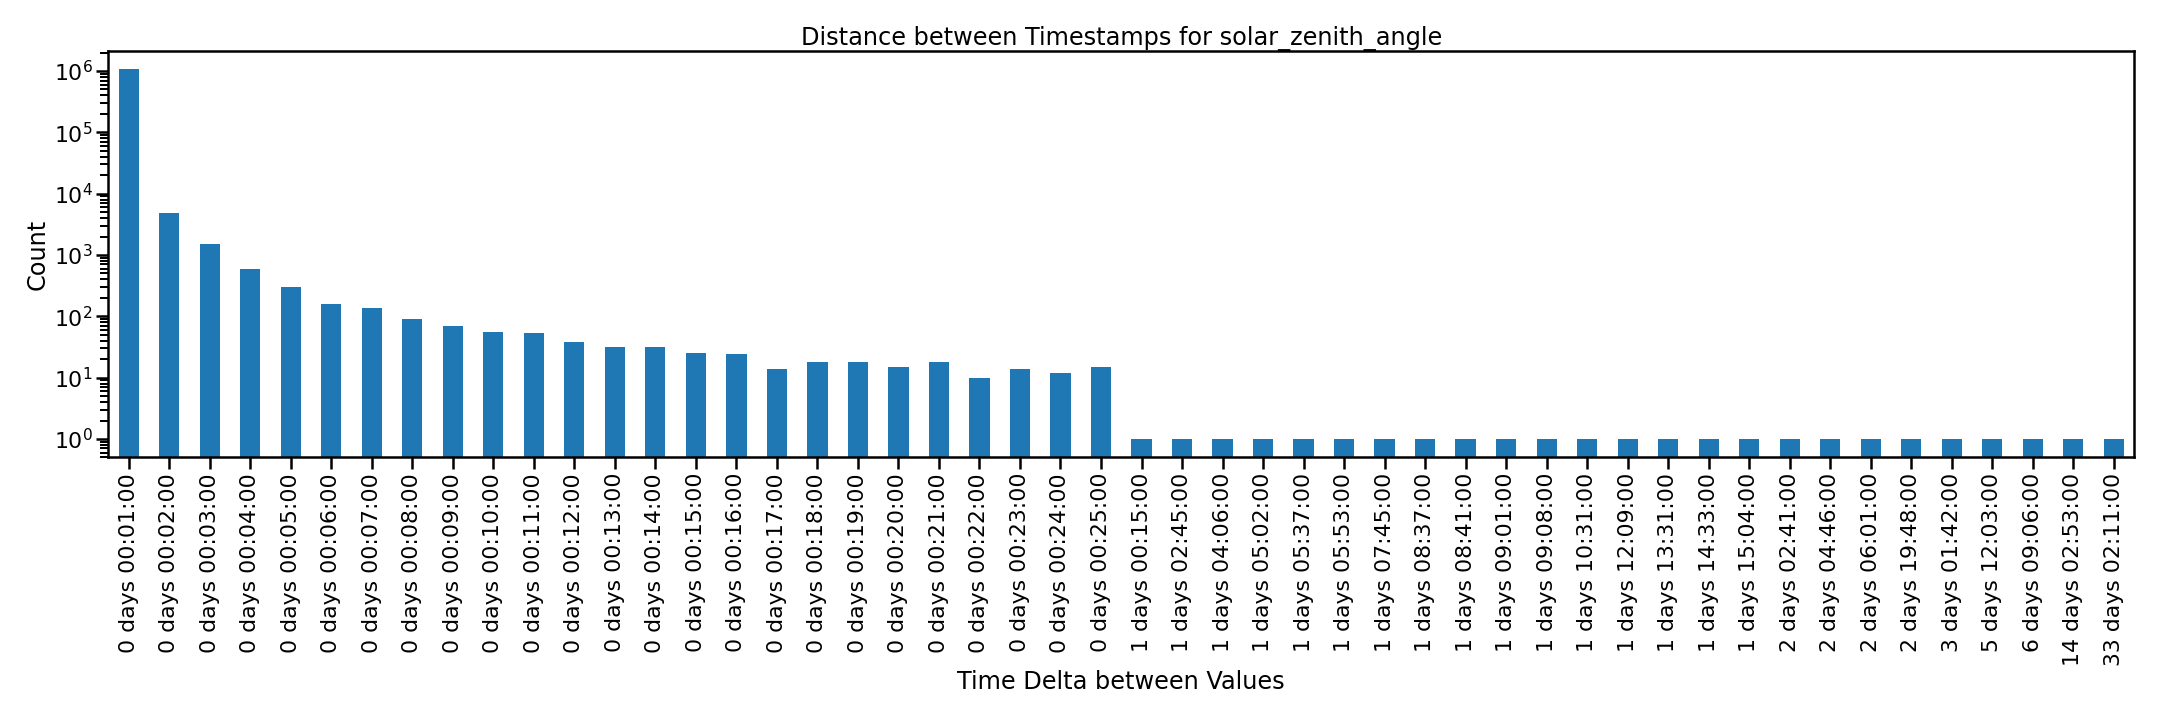 Distance between Timestamps for solar_zenith_angle
Count
10^6
10^5
10^4
10^3
10^2
10^1
10^0
0 days 00:01:00
0 days 00:02:00
0 days 00:03:00
0 days 00:04:00
0 days 00:05:00
0 days 00:06:00
0 days 00:07:00
0 days 00:08:00
0 days 00:09:00
0 days 00:10:00
0 days 00:11:00
0 days 00:12:00
0 days 00:13:00
0 days 00:14:00
0 days 00:15:00
0 days 00:16:00
0 days 00:17:00
0 days 00:18:00
0 days 00:19:00
0 days 00:20:00
0 days 00:21:00
0 days 00:22:00
0 days 00:23:00
0 days 00:24:00
0 days 00:25:00
1 days 00:15:00
1 days 02:45:00
1 days 04:06:00
1 days 05:02:00
1 days 05:37:00
1 days 05:53:00
1 days 07:45:00
1 days 08:37:00
1 days 08:41:00
1 days 09:01:00
1 days 09:08:00
1 days 10:31:00
1 days 12:09:00
1 days 13:31:00
1 days 14:33:00
1 days 15:04:00
2 days 02:41:00
2 days 04:46:00
2 days 06:01:00
2 days 19:48:00
3 days 01:42:00
5 days 12:03:00
6 days 09:06:00
14 days 02:53:00
33 days 02:11:00
Time Delta between Values